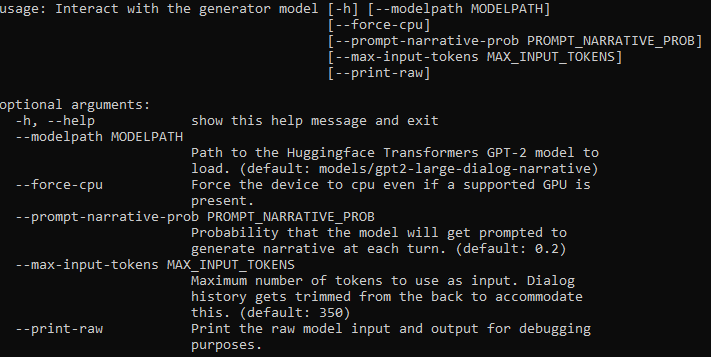 usage: Interact with the generator model [-h] [--modelpath MODELPATH]
[--force-cpu]
[--prompt-narrative-prob PROMPT_NARRATIVE_PROB]
[--max-input-tokens MAX_INPUT_TOKENS]
[--print-raw]
optional arguments:
-h, --help show this help message and exit
--modelpath MODELPATH
Path to the Huggingface Transformers GPT-2 model to
load. (default: models/gpt2-large-dialog-narrative)
--force-cpu Force the device to cpu even if a supported GPU is
present.
--prompt-narrative-prob PROMPT_NARRATIVE_PROB
Probability that the model will get prompted to
generate narrative at each turn. (default: 0.2)
--max-input-tokens MAX_INPUT_TOKENS
Maximum number of tokens to use as input. Dialog
history gets trimmed from the back to accommodate
this. (default: 350)
--print-raw Print the raw model input and output for debugging
purposes.